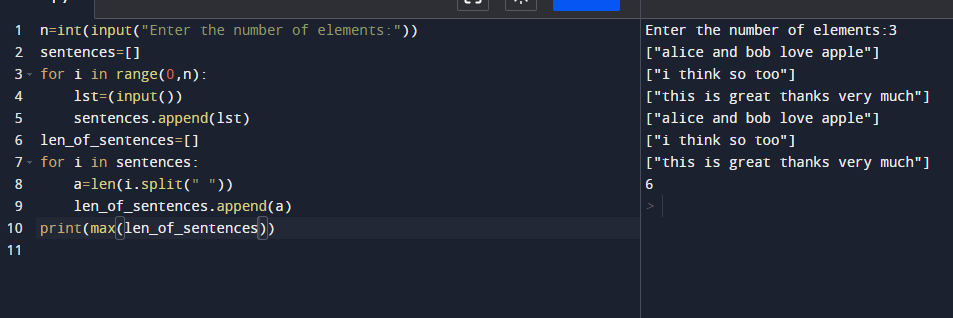 1 n=int(input("Enter the number of elements:"))
2 sentences=[]
3 for i in range(0,n):
4     lst=(input())
5     sentences.append(lst)
6 len_of_sentences=[]
7 for i in sentences:
8     a=len(i.split(" "))
9     len_of_sentences.append(a)
10 print(max(len_of_sentences))
11
Enter the number of elements:3
["alice and bob love apple"]
["i think so too"]
["this is great thanks very much"]
["alice and bob love apple"]
["i think so too"]
["this is great thanks very much"]
6
>